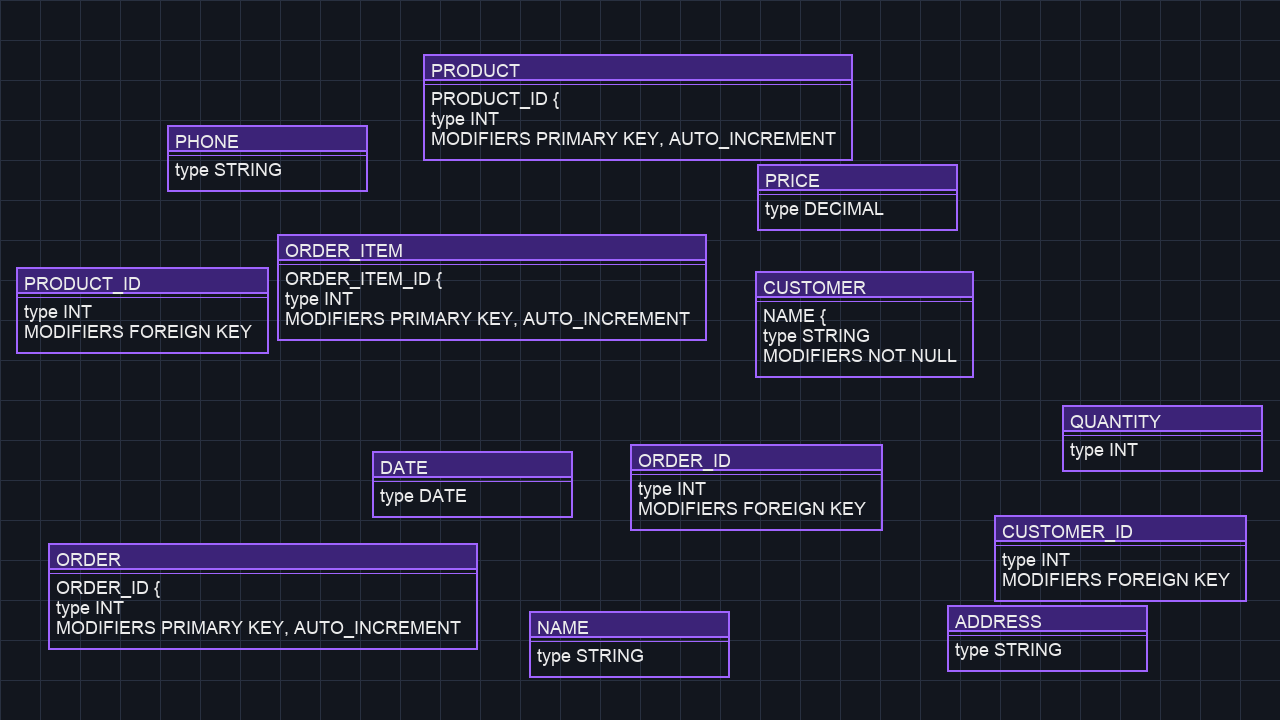 PRODUCT
PRODUCT_ID {
type INT
MODIFIERS PRIMARY KEY, AUTO_INCREMENT
PHONE
type STRING
PRICE
type DECIMAL
ORDER_ITEM
ORDER_ITEM_ID {
type INT
MODIFIERS PRIMARY KEY, AUTO_INCREMENT
PRODUCT_ID
type INT
MODIFIERS FOREIGN KEY
CUSTOMER
NAME {
type STRING
MODIFIERS NOT NULL
QUANTITY
type INT
ORDER_ID
type INT
MODIFIERS FOREIGN KEY
DATE
type DATE
CUSTOMER_ID
type INT
MODIFIERS FOREIGN KEY
ORDER
ORDER_ID {
type INT
MODIFIERS PRIMARY KEY, AUTO_INCREMENT
NAME
type STRING
ADDRESS
type STRING